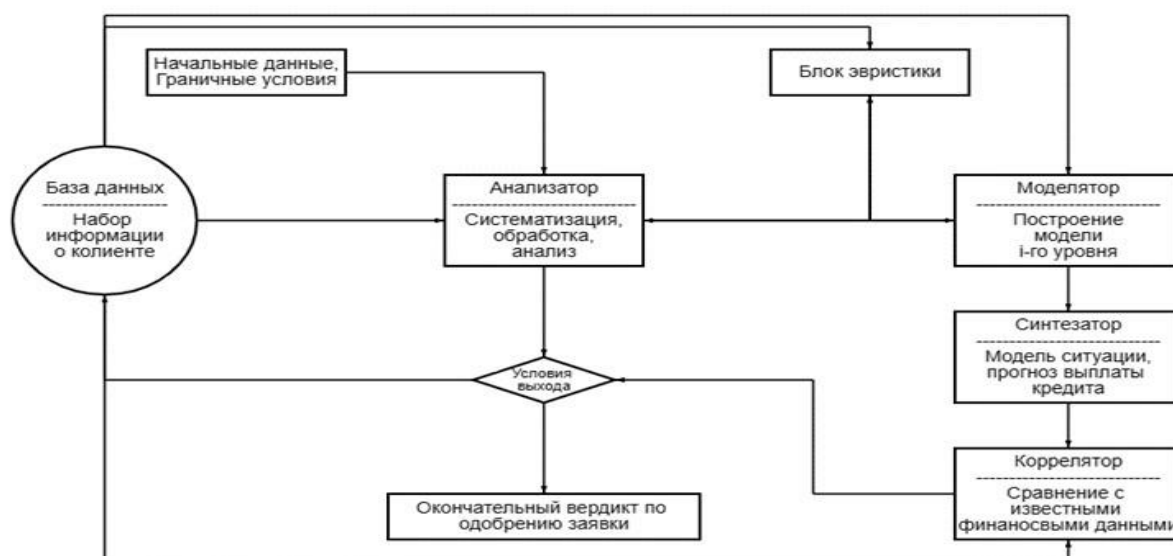 Начальные данные,
Граничные условия
Блок эвристики
База данных
Набор
информации
о колиенте
Анализатор
Систематизация,
обработка,
анализ
Моделятор
Построение
модели
i-го уровня
Синтезатор
Модель ситуации,
прогноз выплаты
кредита
Условия
выхода
Коррелятор
Сравнение с
известными
финаносвыми данными
Окончательный вердикт по
одобрению заявки